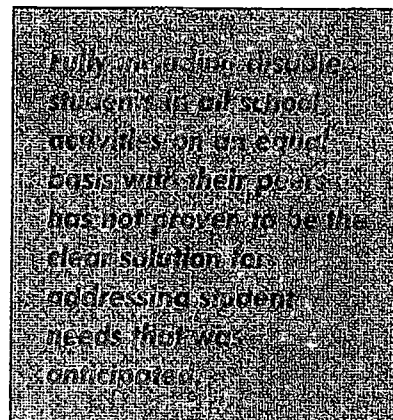 Fully including disabled
students in all school
activities on an equal
basis with their peers
has not proven to be the
clear solution for
addressing student
needs that was
anticipated.